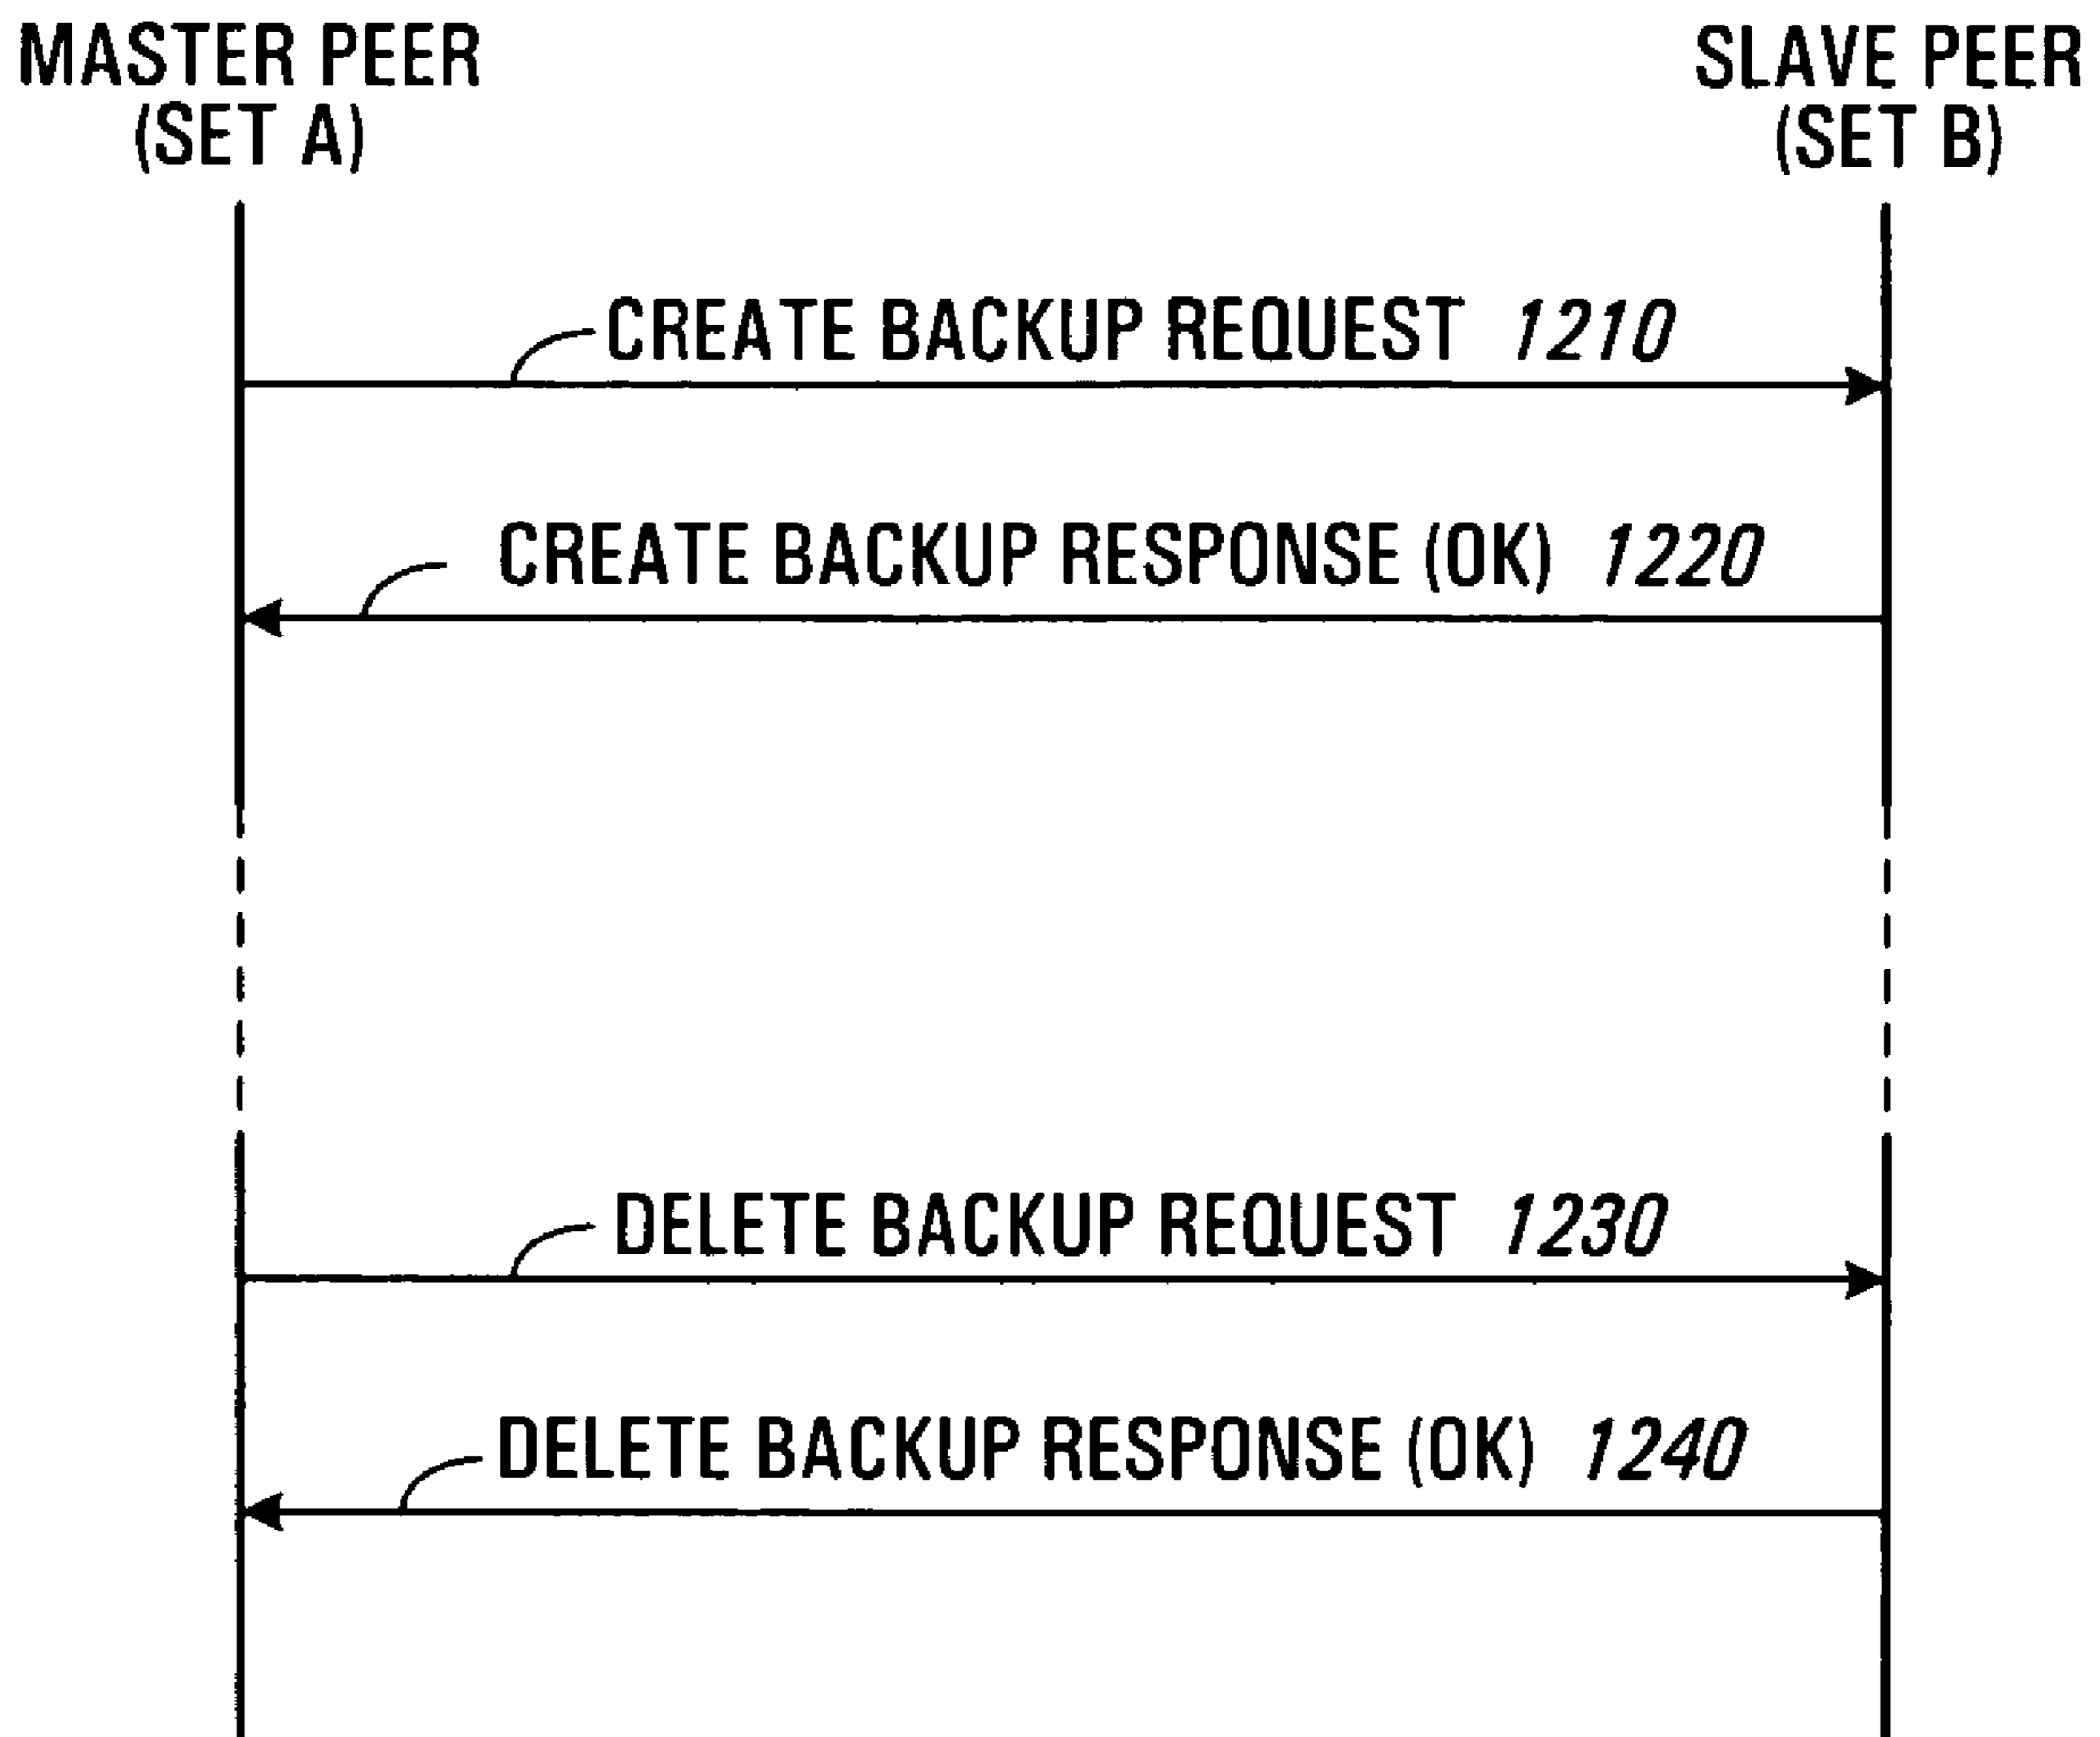 MASTER PEER
(SET A)
SLAVE PEER
(SET B)
CREATE BACKUP REQUEST 1210
CREATE BACKUP RESPONSE (OK) 1220
DELETE BACKUP REQUEST 1230
DELETE BACKUP RESPONSE (OK) 1240